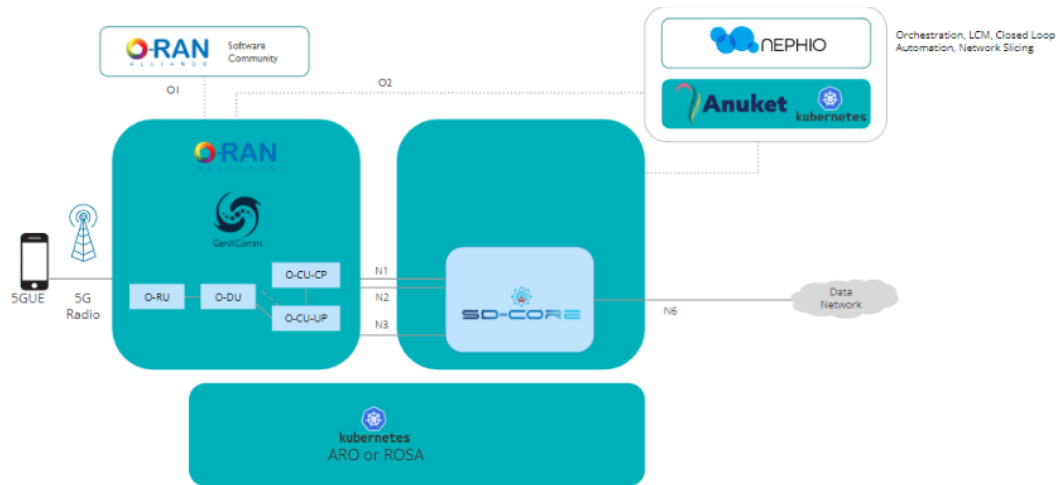 O-RAN
ALLIANCE
Software
Community
NEPHIO
Orchestration, LCM, Closed Loop
Automation, Network Slicing
Anuket
kubernetes
O1
O2
O-RAN
ALLIANCE
GenXComm
5GUE
5G
Radio
O-RU
O-DU
O-CU-CP
O-CU-UP
N1
N2
N3
SD-CORE
N6
Data
Network
kubernetes
ARO or ROSA